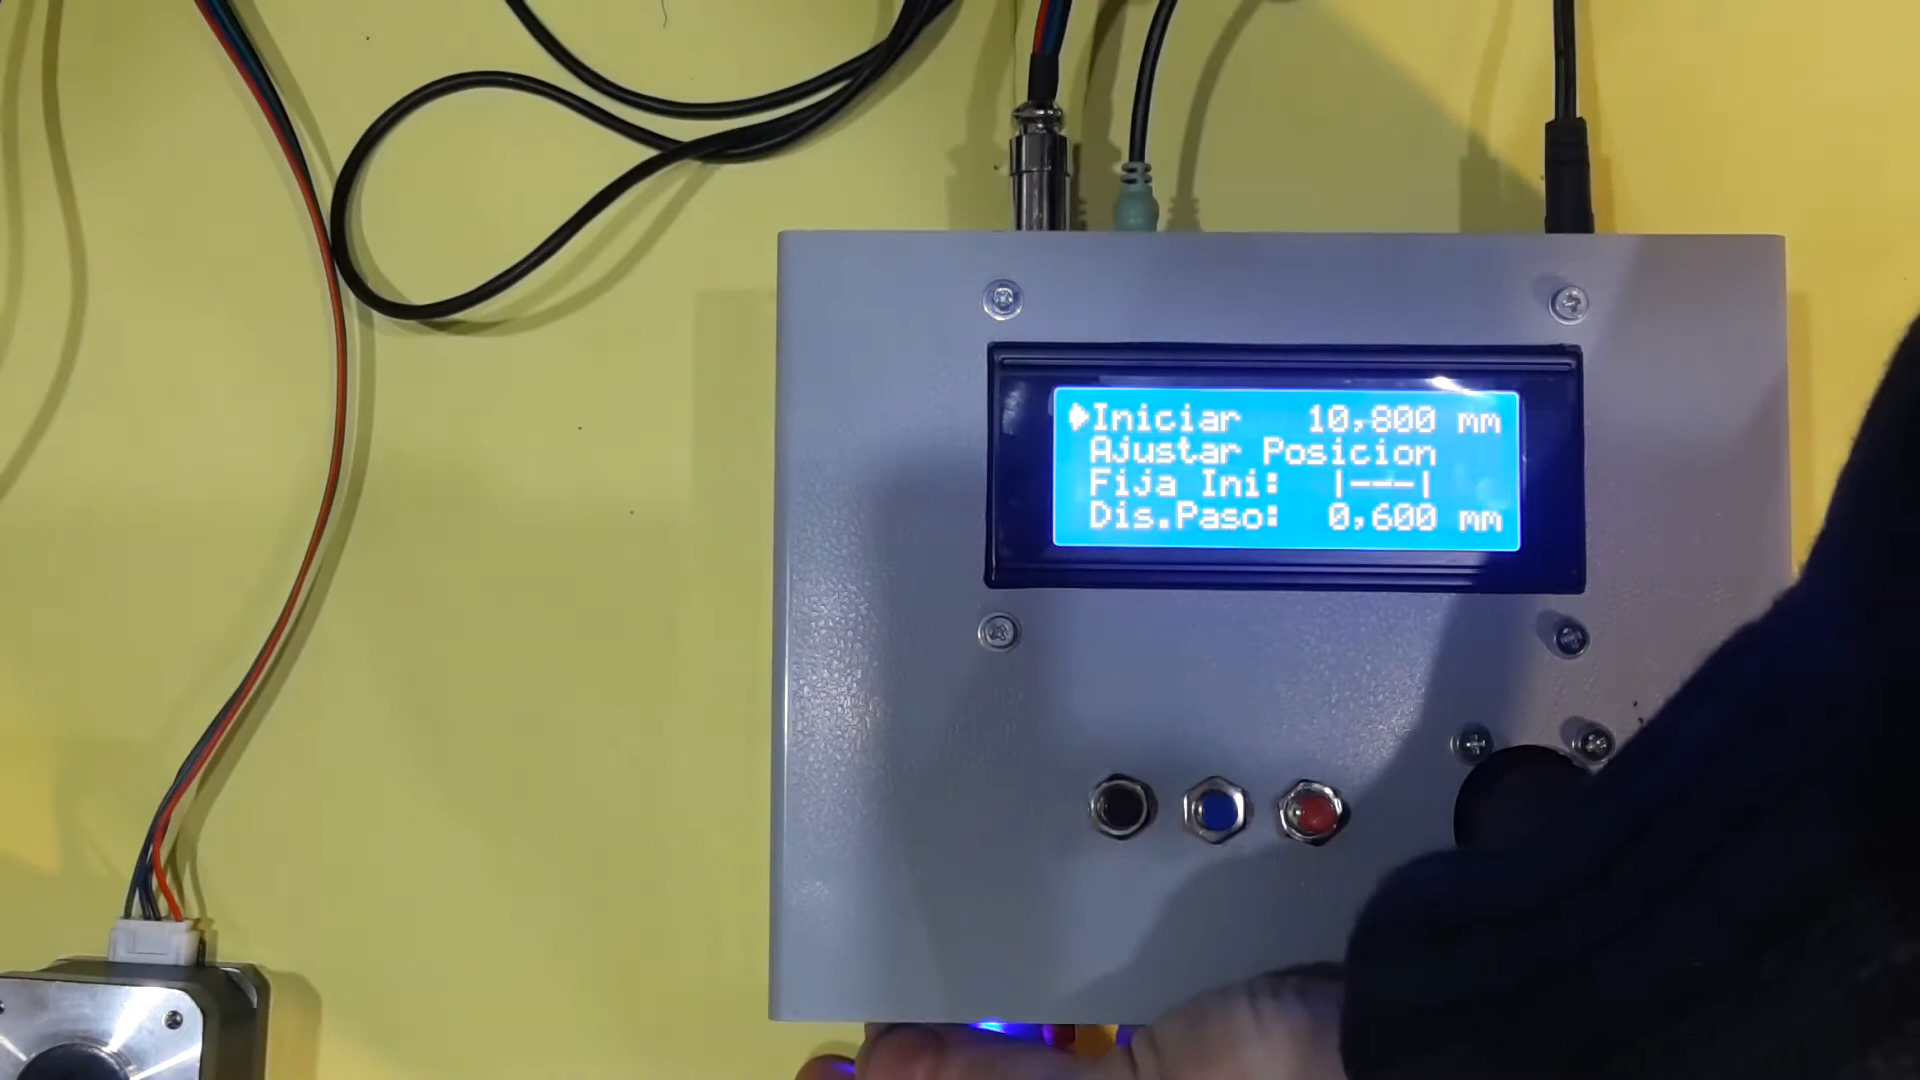 Iniciar 10,800 mm
Ajustar Posicion
Fija Ini: |---|
Dis.Paso: 0,600 mm